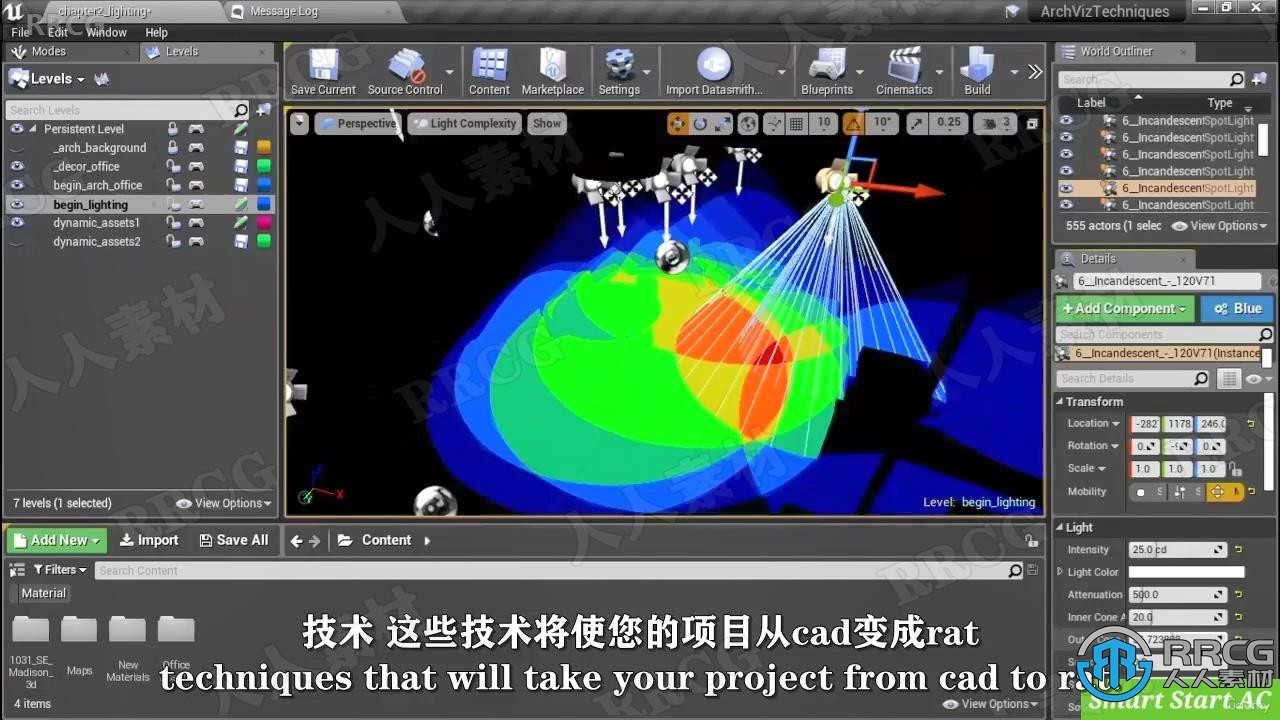 chapter2_lighting*
Message Log
ArchVizTechniques
File Edit Window Help
RRCG
Modes
Levels
Levels
Search Levels
Persistent Level
_arch_background
_decor_office
begin_arch_office
begin_lighting
dynamic_assets1
dynamic_assets2
7 levels (1 selected)
View Options
Save Current
Source Control
Content
Marketplace
Settings
Import Datasmith...
Blueprints
Cinematics
Build
Perspective
Light Complexity
Show
10
10°
0.25
3
Level: begin_lighting
World Outliner
Search
Label
Type
6__Incandescent SpotLight
6__Incandescent SpotLight
6__Incandescent SpotLight
6__Incandescent SpotLight
6__Incandescent SpotLight
6__Incandescent SpotLight
555 actors (1 selec
View Options
Details
6__Incandescent_-_120V71
+Add Component
Blue
Search Components
6__Incandescent_-_120V71(Instance
Search Details
Transform
Location
-282
1178
246.0
Rotation
Scale
1.0 1.0 1.0
Mobility
Light
Intensity
25.0 cd
Light Color
Attenuation
500.0
Inner Cone A
20.0
Add New
Import
Save All
Content
Filters
Search Content
Material
1031_SE_
Madison_
3d
Maps
New
Materials
Office
4 items
View Options
技术 这些技术将使您的项目从cad变成rat
techniques that will take your project from cad to
RRCG
人人素材
Smart Start AC